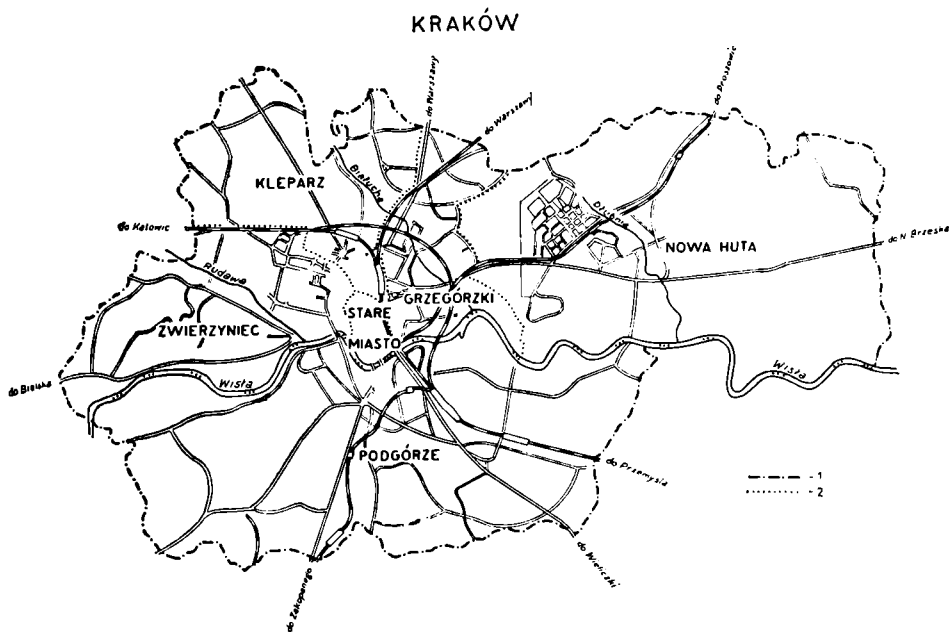 KRAKÓW
do Warszawy
do Warszawy
do Proszowic
KLEPARZ
Białucha
do Katowic
Dłubnia
NOWA HUTA
do N. Brzeska
Rudawa
STARE
GRZEGÓRZKI
ZWIERZYNIEC
MIASTO
do Bielska
Wisła
Wisła
PODGÓRZE
do Przemyśla
do Wieliczki
do Zakopanego
1
2